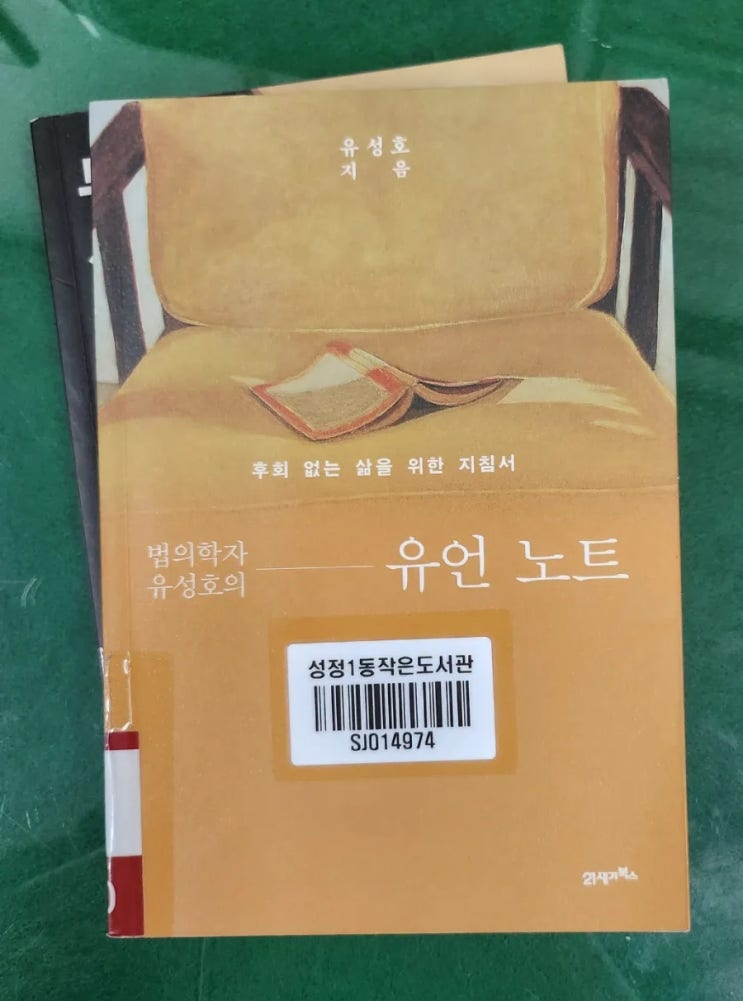 유성호
지음
후회 없는 삶을 위한 지침서
법의학자
유성호의
유언 노트
성정1동작은도서관
SJ014974
21세기북스